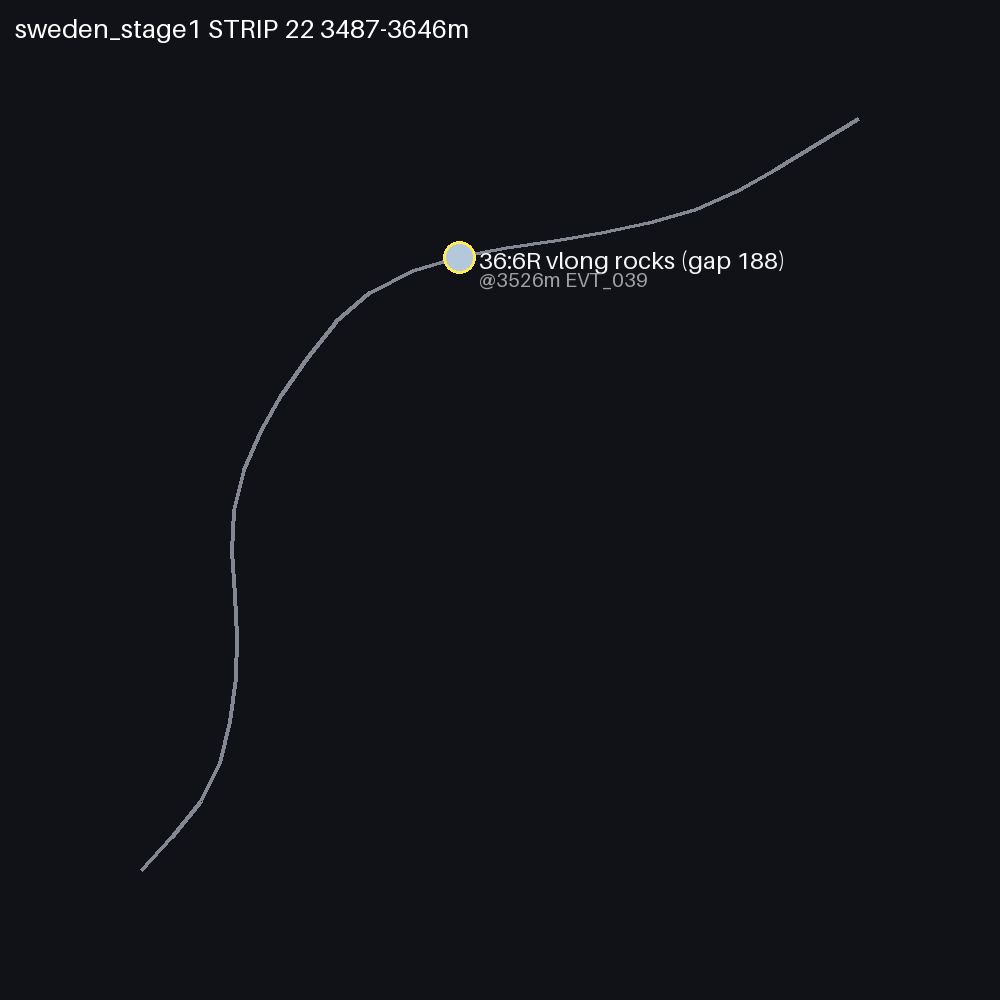 sweden_stage1 STRIP 22 3487-3646m
36:6R vlong rocks (gap 188)
@3526m EVT_039